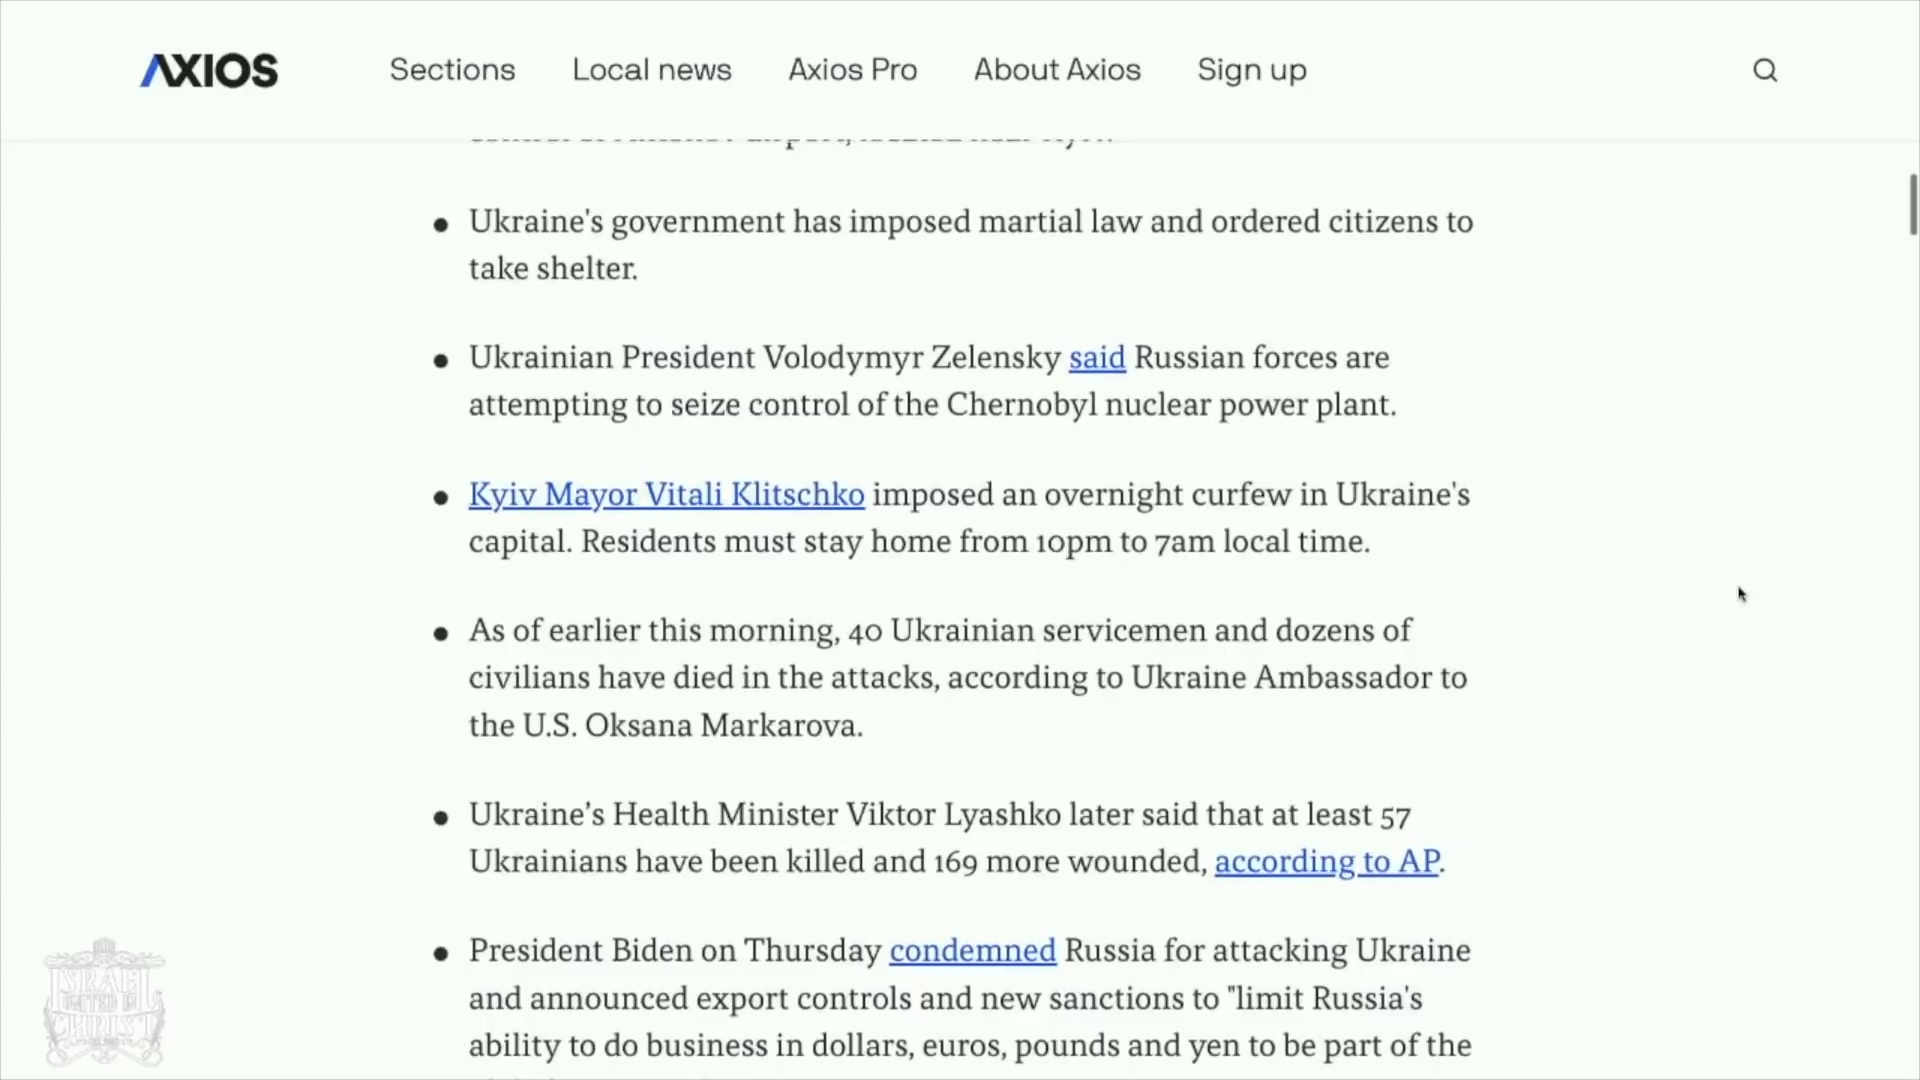 AXIOS
Sections
Local news
Axios Pro
About Axios
Sign up
Ukraine's government has imposed martial law and ordered citizens to
take shelter.
Ukrainian President Volodymyr Zelensky said Russian forces are
attempting to seize control of the Chernobyl nuclear power plant.
Kyiv Mayor Vitali Klitschko imposed an overnight curfew in Ukraine's
capital. Residents must stay home from 10pm to 7am local time.
As of earlier this morning, 40 Ukrainian servicemen and dozens of
civilians have died in the attacks, according to Ukraine Ambassador to
the U.S. Oksana Markarova.
Ukraine’s Health Minister Viktor Lyashko later said that at least 57
Ukrainians have been killed and 169 more wounded, according to AP.
President Biden on Thursday condemned Russia for attacking Ukraine
and announced export controls and new sanctions to "limit Russia's
ability to do business in dollars, euros, pounds and yen to be part of the
ISRAEL
UNITED IN
CHRIST